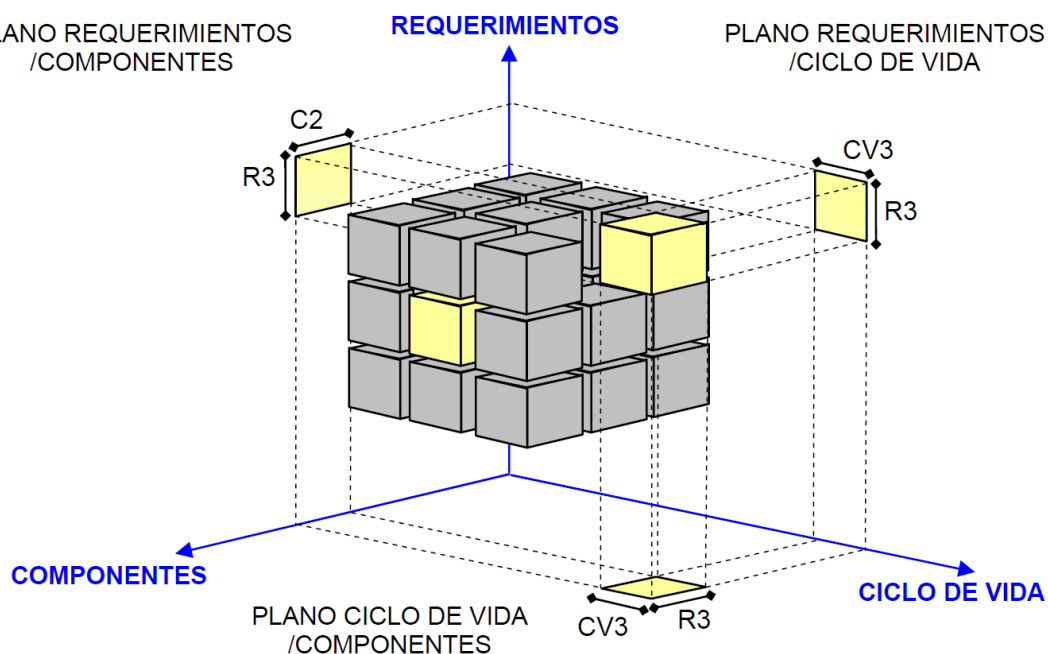 REQUERIMIENTOS
LANO REQUERIMIENTOS
/COMPONENTES
PLANO REQUERIMIENTOS
/CICLO DE VIDA
C2
R3
CV3
R3
COMPONENTES
CICLO DE VIDA
PLANO CICLO DE VIDA
/COMPONENTES
CV3
R3